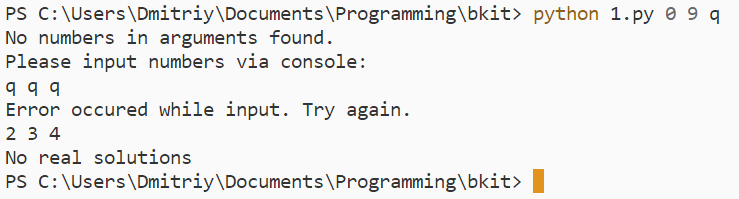 PS C:\Users\Dmitriy\Documents\Programming\bkit> python 1.py 0 9 q
No numbers in arguments found.
Please input numbers via console:
q q q
Error occured while input. Try again.
2 3 4
No real solutions
PS C:\Users\Dmitriy\Documents\Programming\bkit>